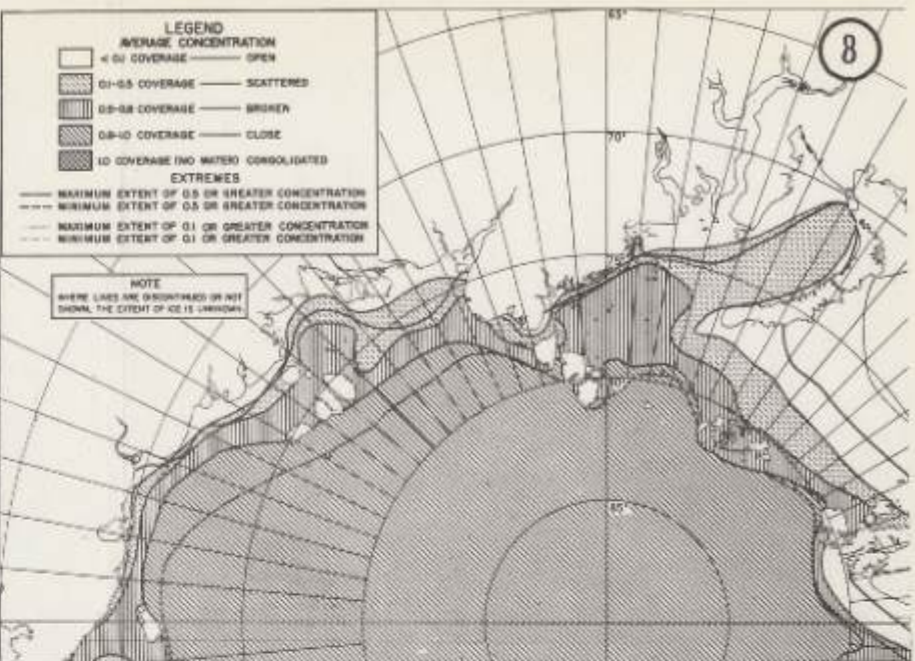 LEGEND
AVERAGE CONCENTRATION
< 0.1 COVERAGE OPEN
0.1-0.5 COVERAGE SCATTERED
0.5-0.8 COVERAGE BROKEN
0.8-1.0 COVERAGE CLOSE
1.0 COVERAGE (NO WATER) CONSOLIDATED
EXTREMES
MAXIMUM EXTENT OF 0.5 OR GREATER CONCENTRATION
MINIMUM EXTENT OF 0.5 OR GREATER CONCENTRATION
MAXIMUM EXTENT OF 0.1 OR GREATER CONCENTRATION
MINIMUM EXTENT OF 0.1 OR GREATER CONCENTRATION
NOTE
WHERE LINES ARE DISCONTINUED OR NOT
SHOWN, THE EXTENT OF ICE IS UNKNOWN
8
65°
70°
85°